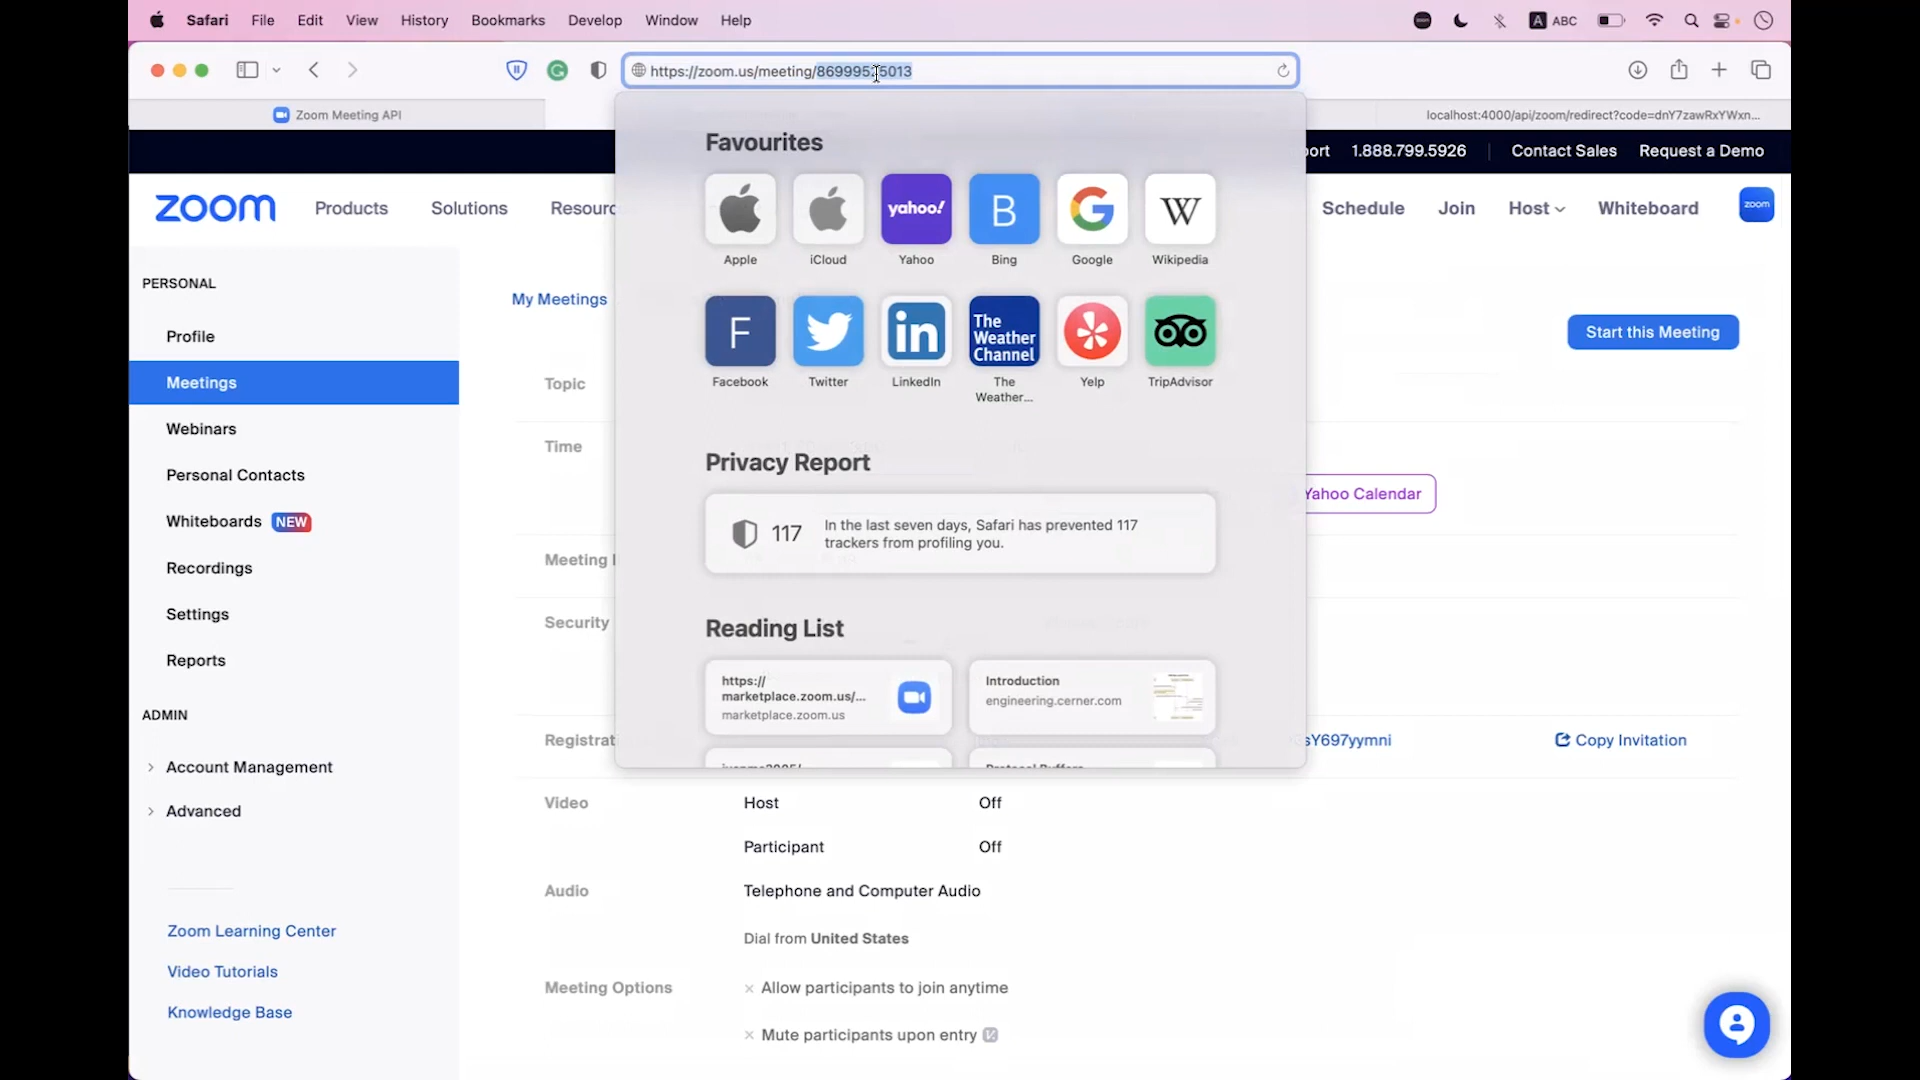 Safari File Edit View History Bookmarks Develop Window Help
zoom A ABC
https://zoom.us/meeting/
Zoom Meeting API
localhost:4000/api/zoom/redirect?code=dnY7zawRxYWxn...
ort 1.888.799.5926 Contact Sales Request a Demo
zoom Products Solutions Resourc
Schedule Join Host Whiteboard zoom
PERSONAL
Profile
Meetings
Webinars
Personal Contacts
Whiteboards NEW
Recordings
Settings
Reports
ADMIN
Account Management
Advanced
Zoom Learning Center
Video Tutorials
Knowledge Base
Favourites
yahoo! B G W
Apple iCloud Yahoo Bing Google Wikipedia
F in The
Weather
Channel
Facebook Twitter LinkedIn The
Weather...
Yelp TripAdvisor
Privacy Report
117 In the last seven days, Safari has prevented 117
trackers from profiling you.
Reading List
https://
marketplace.zoom.us/...
marketplace.zoom.us
Introduction
engineering.cerner.com
My Meetings
Start this Meeting
Topic
Time
Yahoo Calendar
Meeting I
Security
Registrat
sY697yymni Copy Invitation
Video Host Off
Participant Off
Audio Telephone and Computer Audio
Dial from United States
Meeting Options × Allow participants to join anytime
× Mute participants upon entry